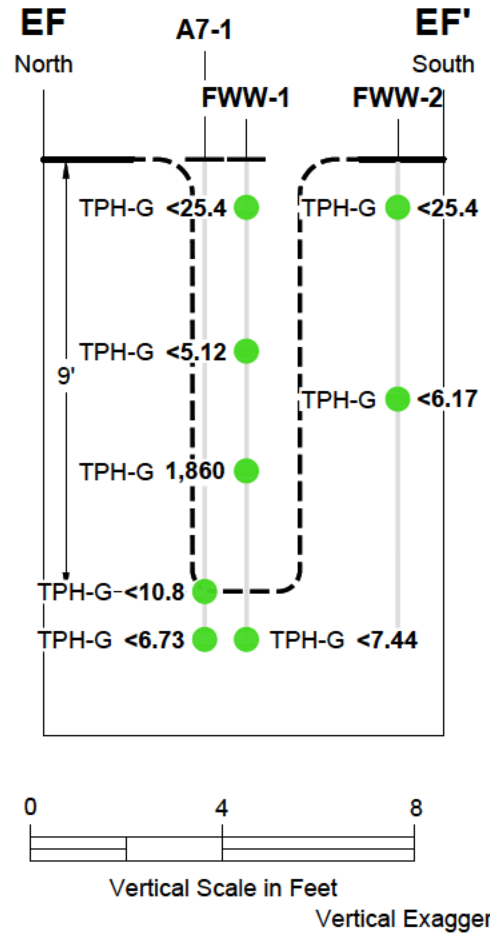 EF
A7-1
EF'
North
South
FWW-1
FWW-2
TPH-G <25.4
TPH-G <25.4
TPH-G <5.12
9'
TPH-G <6.17
TPH-G 1,860
TPH-G <10.8
TPH-G <6.73
TPH-G <7.44
0 4 8
Vertical Scale in Feet
Vertical Exagger